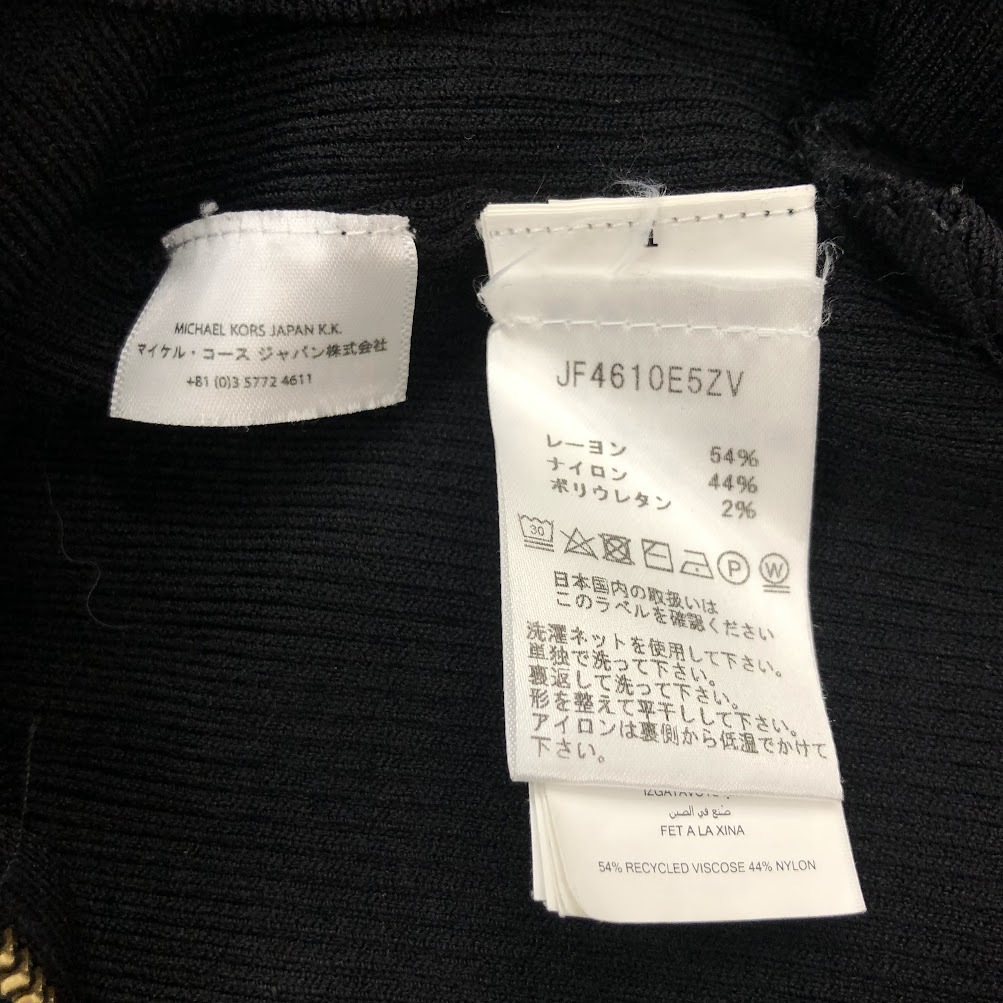 MICHAEL KORS JAPAN K.K.
マイケル・コース ジャパン株式会社
+81 (0)3 5772 4611
JF4610E5ZV
レーヨン 54%
ナイロン 44%
ポリウレタン 2%
30
P W
日本国内の取扱いは
このラベルを確認ください
洗濯ネットを使用して下さい。
単独で洗って下さい。
裏返して洗って下さい。
形を整えて平干しして下さい。
アイロンは裏側から低温でかけて
下さい。
صنع في الصين
FET A LA XINA
54% RECYCLED VISCOSE 44% NYLON